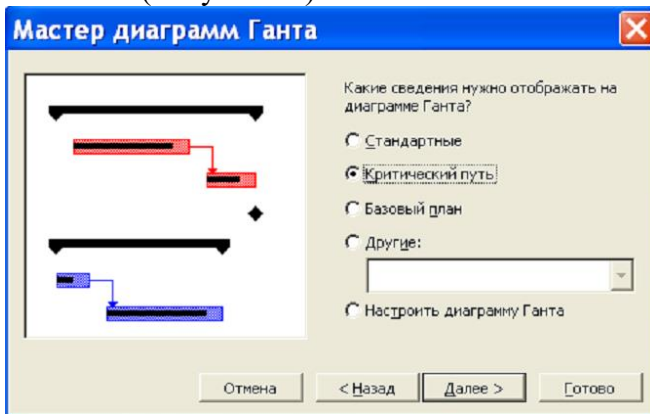 Мастер диаграмм Ганта
Какие сведения нужно отображать на
диаграмме Ганта?
Стандартные
Критический путь
Базовый план
Другие:
Настроить диаграмму Ганта
Отмена
< Назад
Далее >
Готово